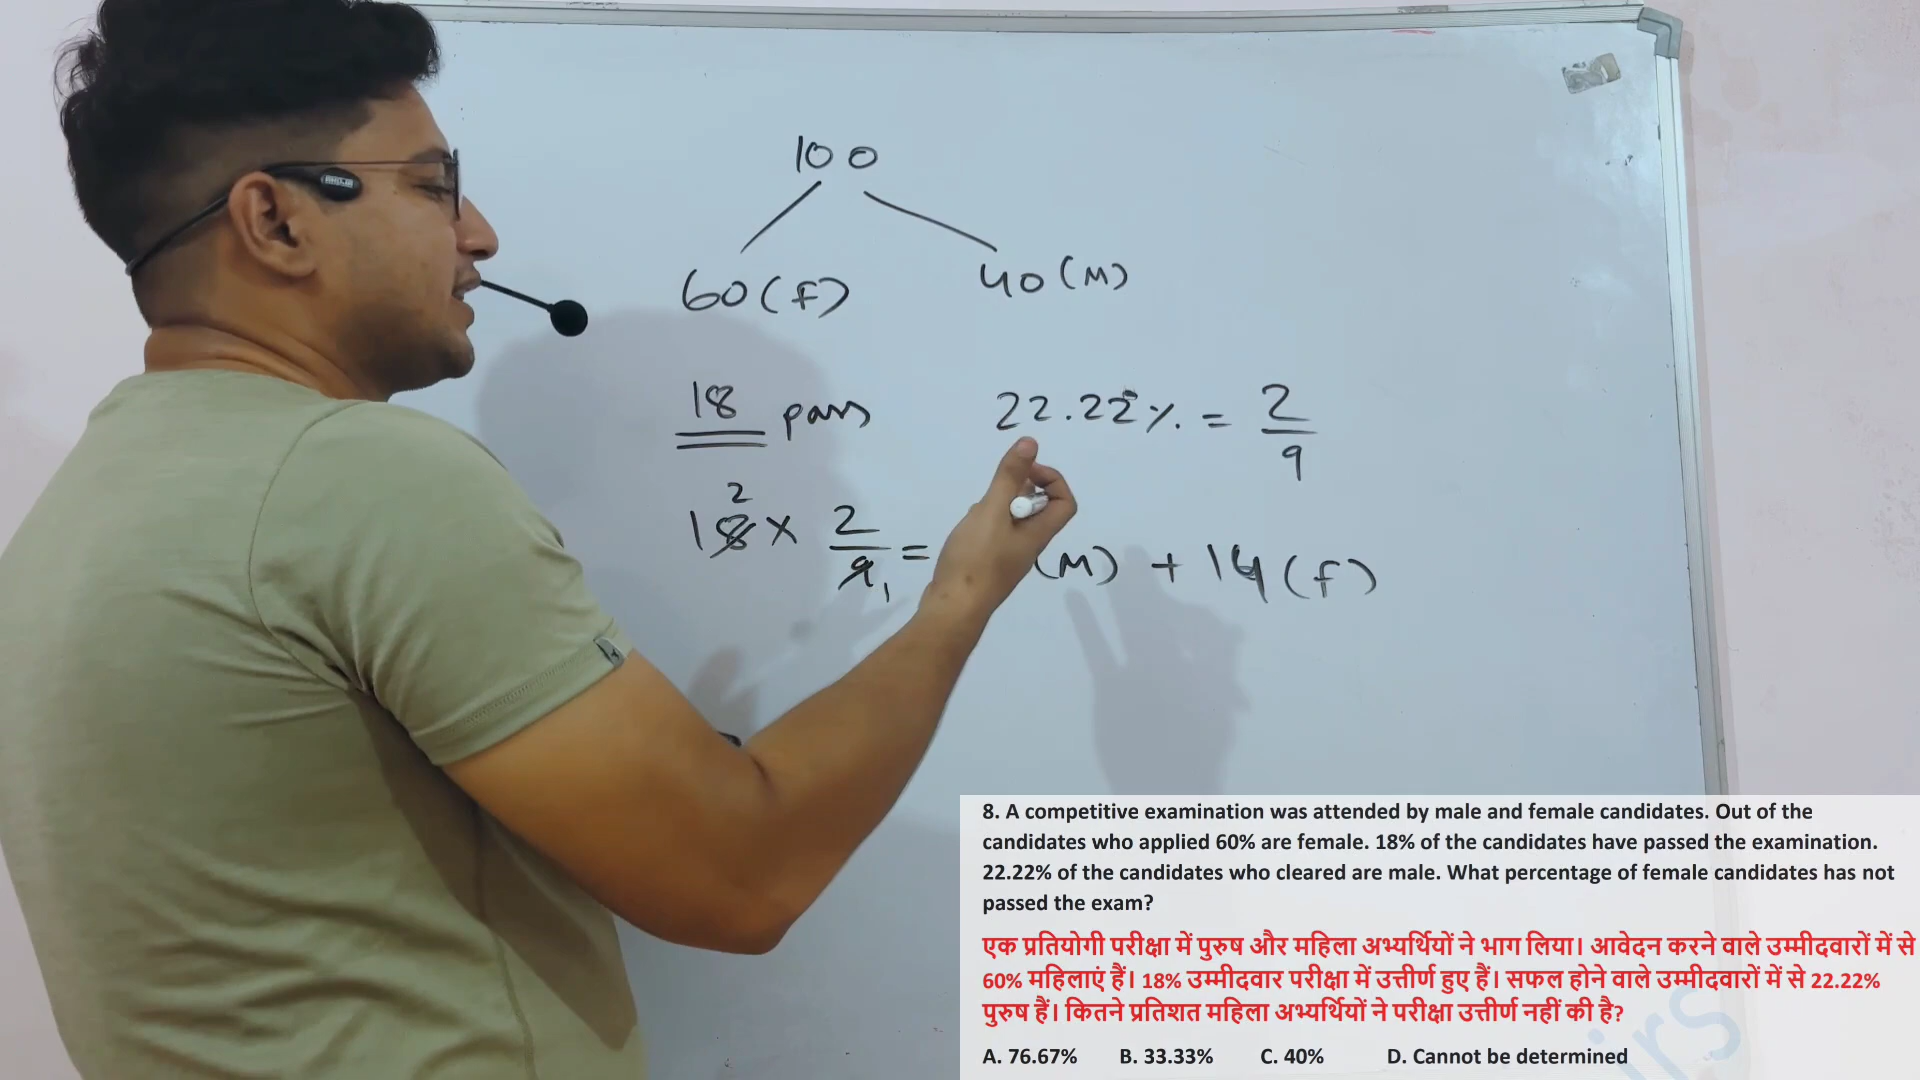 100
60(F) 40(M)
18 pass 22.22% = 2/9
2
18 × 2/9 1 = (M) + 14(F)
8. A competitive examination was attended by male and female candidates. Out of the
candidates who applied 60% are female. 18% of the candidates have passed the examination.
22.22% of the candidates who cleared are male. What percentage of female candidates has not
passed the exam?
एक प्रतियोगी परीक्षा में पुरुष और महिला अभ्यर्थियों ने भाग लिया। आवेदन करने वाले उम्मीदवारों में से
60% महिलाएं हैं। 18% उम्मीदवार परीक्षा में उत्तीर्ण हुए हैं। सफल होने वाले उम्मीदवारों में से 22.22%
पुरुष हैं। कितने प्रतिशत महिला अभ्यर्थियों ने परीक्षा उत्तीर्ण नहीं की है?
A. 76.67% B. 33.33% C. 40% D. Cannot be determined